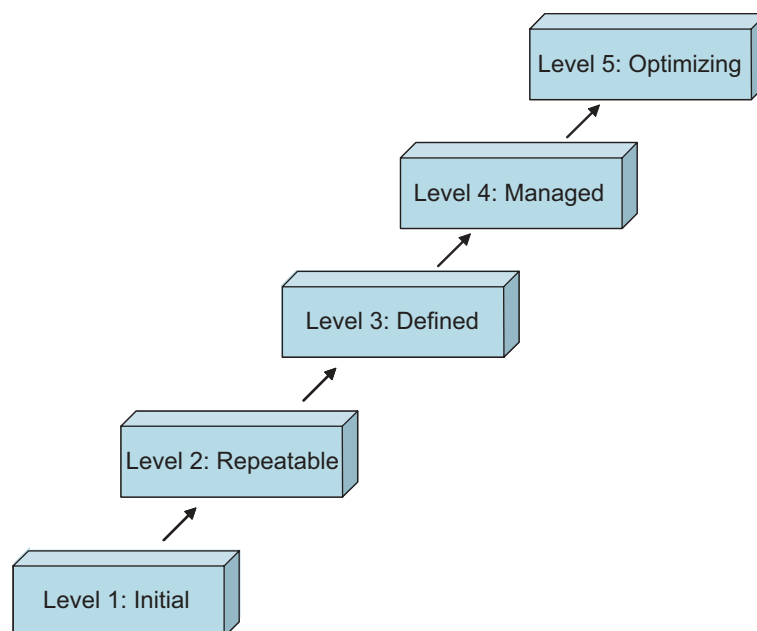 Level 5: Optimizing
Level 4: Managed
Level 3: Defined
Level 2: Repeatable
Level 1: Initial